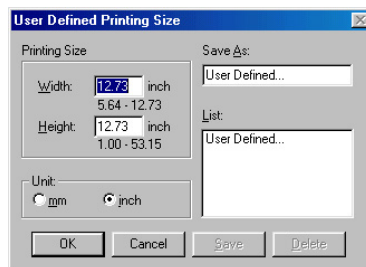 User Defined Printing Size
Printing Size
Width: 12.73 inch
5.64 - 12.73
Height: 12.73 inch
1.00 - 53.15
Unit:
mm inch
Save As:
User Defined...
List:
User Defined...
OK Cancel Save Delete